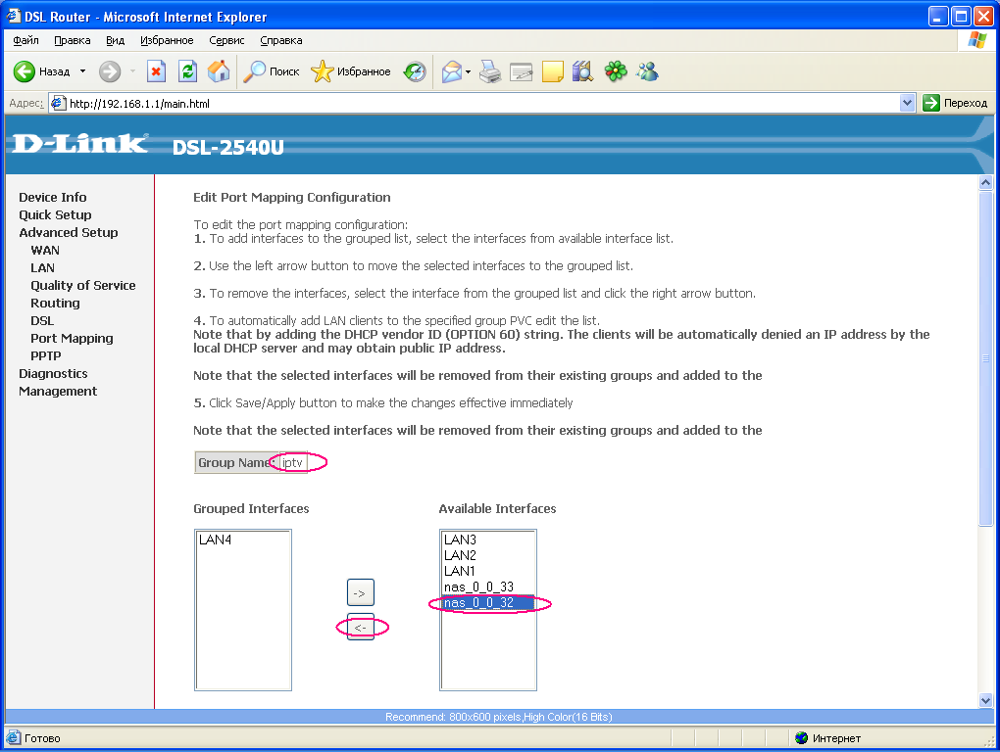 DSL Router - Microsoft Internet Explorer
Файл Правка Вид Избранное Сервис Справка
Назад Поиск Избранное
Адрес: http://192.168.1.1/main.html Переход
D-Link DSL-2540U
Device Info
Quick Setup
Advanced Setup
WAN
LAN
Quality of Service
Routing
DSL
Port Mapping
PPTP
Diagnostics
Management
Edit Port Mapping Configuration
To edit the port mapping configuration:
1. To add interfaces to the grouped list, select the interfaces from available interface list.
2. Use the left arrow button to move the selected interfaces to the grouped list.
3. To remove the interfaces, select the interface from the grouped list and click the right arrow button.
4. To automatically add LAN clients to the specified group PVC edit the list.
Note that by adding the DHCP vendor ID (OPTION 60) string. The clients will be automatically denied an IP address by the
local DHCP server and may obtain public IP address.
Note that the selected interfaces will be removed from their existing groups and added to the
5. Click Save/Apply button to make the changes effective immediately
Note that the selected interfaces will be removed from their existing groups and added to the
Group Name: iptv
Grouped Interfaces Available Interfaces
LAN4
->
<-
LAN3
LAN2
LAN1
nas_0_0_33
nas_0_0_32
Recommend: 800x600 pixels,High Color(16 Bits)
Готово Интернет